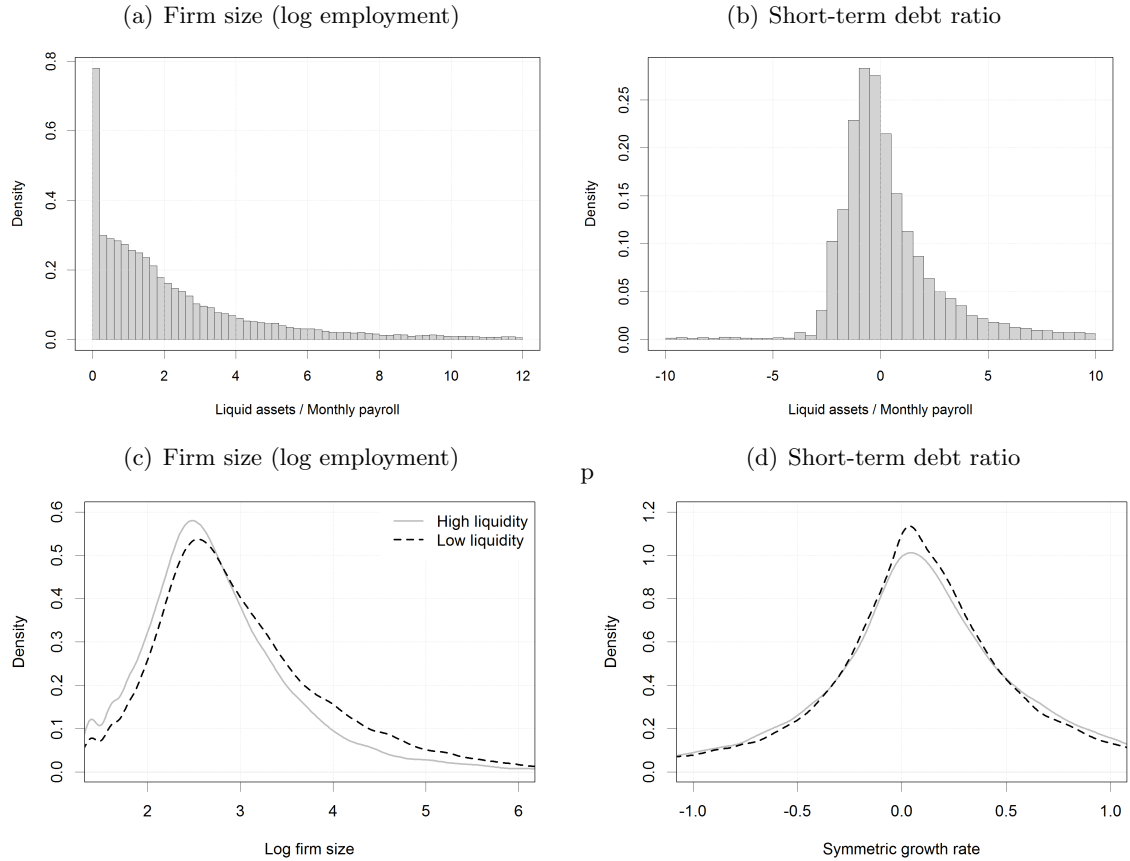 (a) Firm size (log employment)
(b) Short-term debt ratio
0.8
0.6
0.4
0.2
0.0
Density
0 2 4 6 8 10 12
Liquid assets / Monthly payroll
0.25
0.20
0.15
0.10
0.05
0.00
Density
-10 -5 0 5 10
Liquid assets / Monthly payroll
(c) Firm size (log employment)
p
(d) Short-term debt ratio
0.6
0.5
0.4
0.3
0.2
0.1
0.0
Density
High liquidity
Low liquidity
2 3 4 5 6
Log firm size
1.2
1.0
0.8
0.6
0.4
0.2
0.0
Density
-1.0 -0.5 0.0 0.5 1.0
Symmetric growth rate